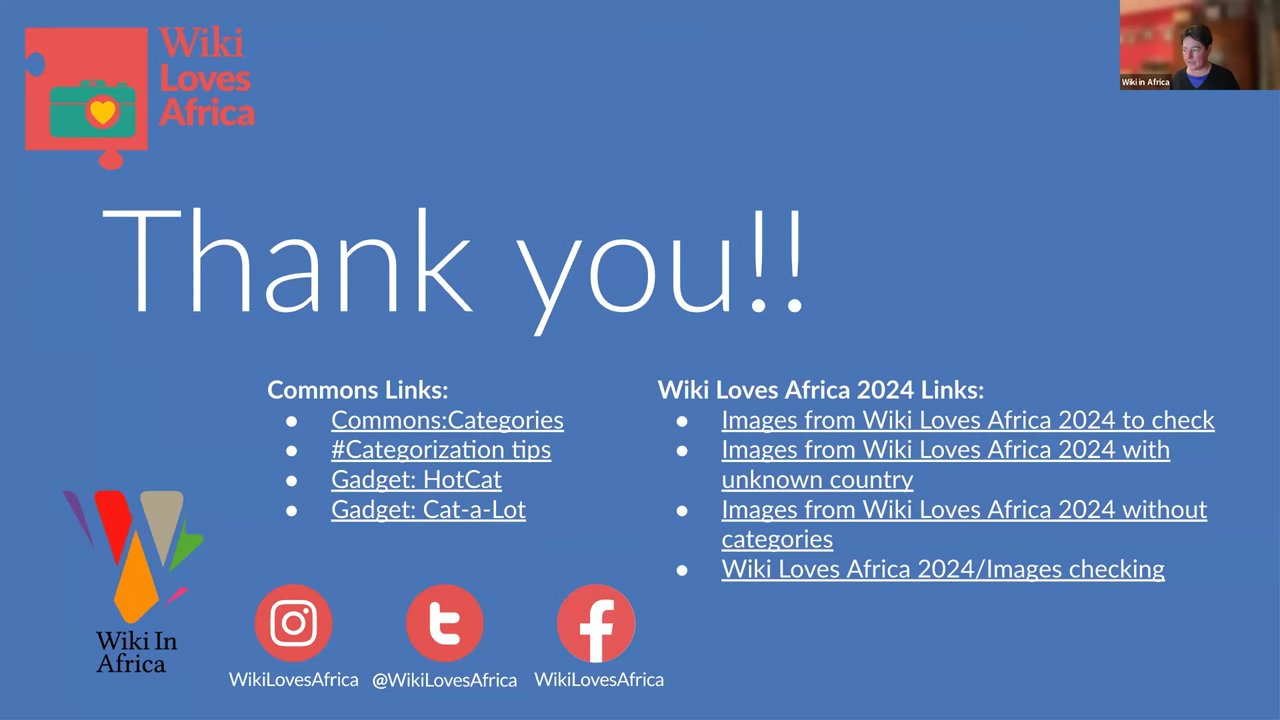 Wiki
Loves
Africa
Wiki in Africa
Thank you!!
Commons Links:
● Commons:Categories
● #Categorization tips
● Gadget: HotCat
● Gadget: Cat-a-Lot
Wiki Loves Africa 2024 Links:
● Images from Wiki Loves Africa 2024 to check
● Images from Wiki Loves Africa 2024 with
unknown country
● Images from Wiki Loves Africa 2024 without
categories
● Wiki Loves Africa 2024/Images checking
Wiki In
Africa
WikiLovesAfrica
@WikiLovesAfrica
WikiLovesAfrica